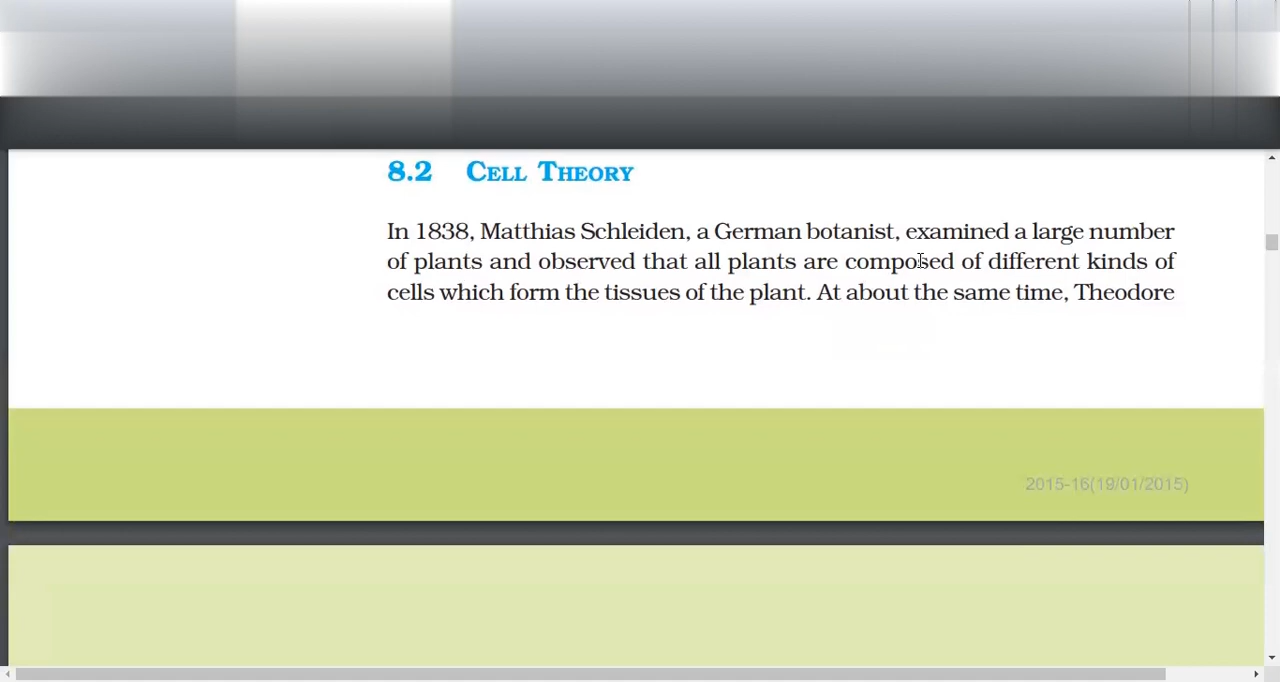 8.2 CELL THEORY
In 1838, Matthias Schleiden, a German botanist, examined a large number
of plants and observed that all plants are composed of different kinds of
cells which form the tissues of the plant. At about the same time, Theodore
2015-16(19/01/2015)